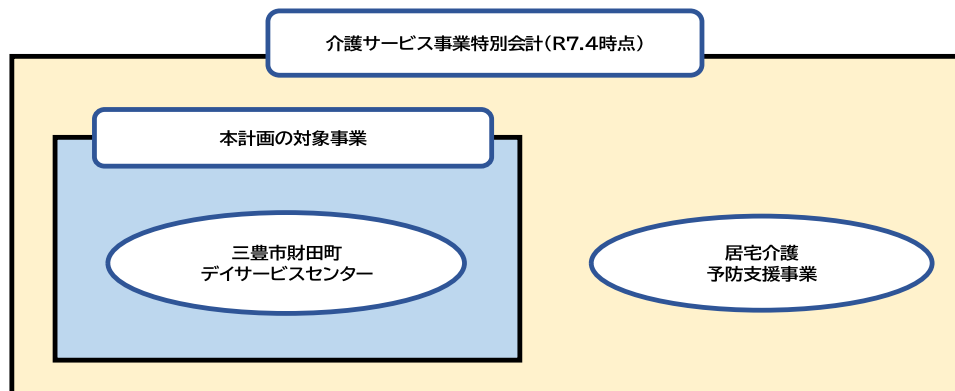 介護サービス事業特別会計(R7.4時点)
本計画の対象事業
三豊市財田町
デイサービスセンター
居宅介護
予防支援事業